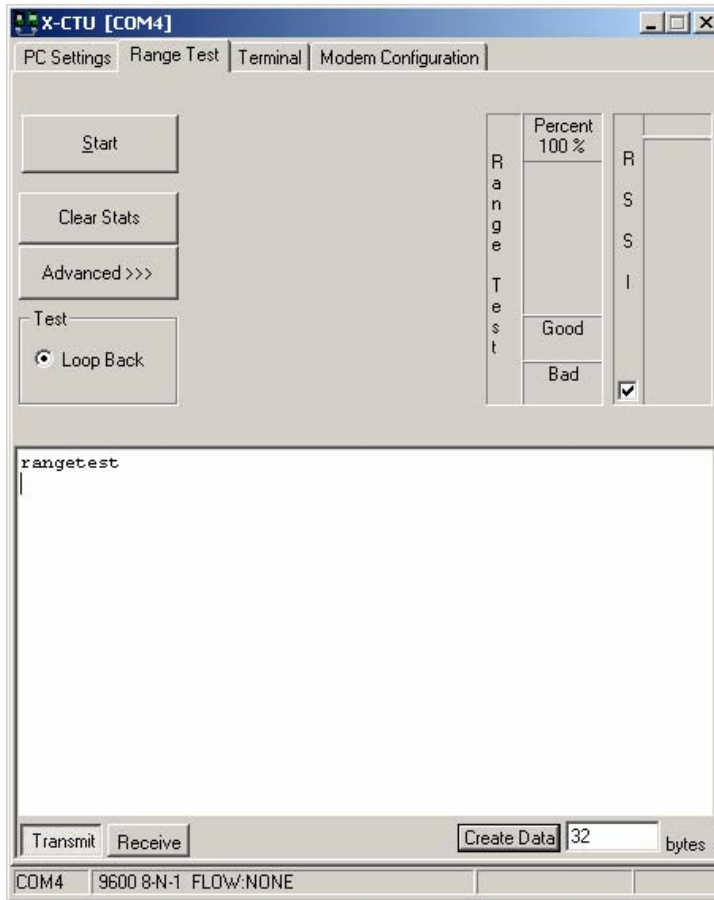 X-CTU [COM4]
PC Settings Range Test Terminal Modem Configuration
Start
Clear Stats
Advanced >>>
Test
Loop Back
Range Test
Percent
100 %
Good
Bad
RSSI
rangetest
Transmit Receive Create Data 32 bytes
COM4 9600 8-N-1 FLOW:NONE